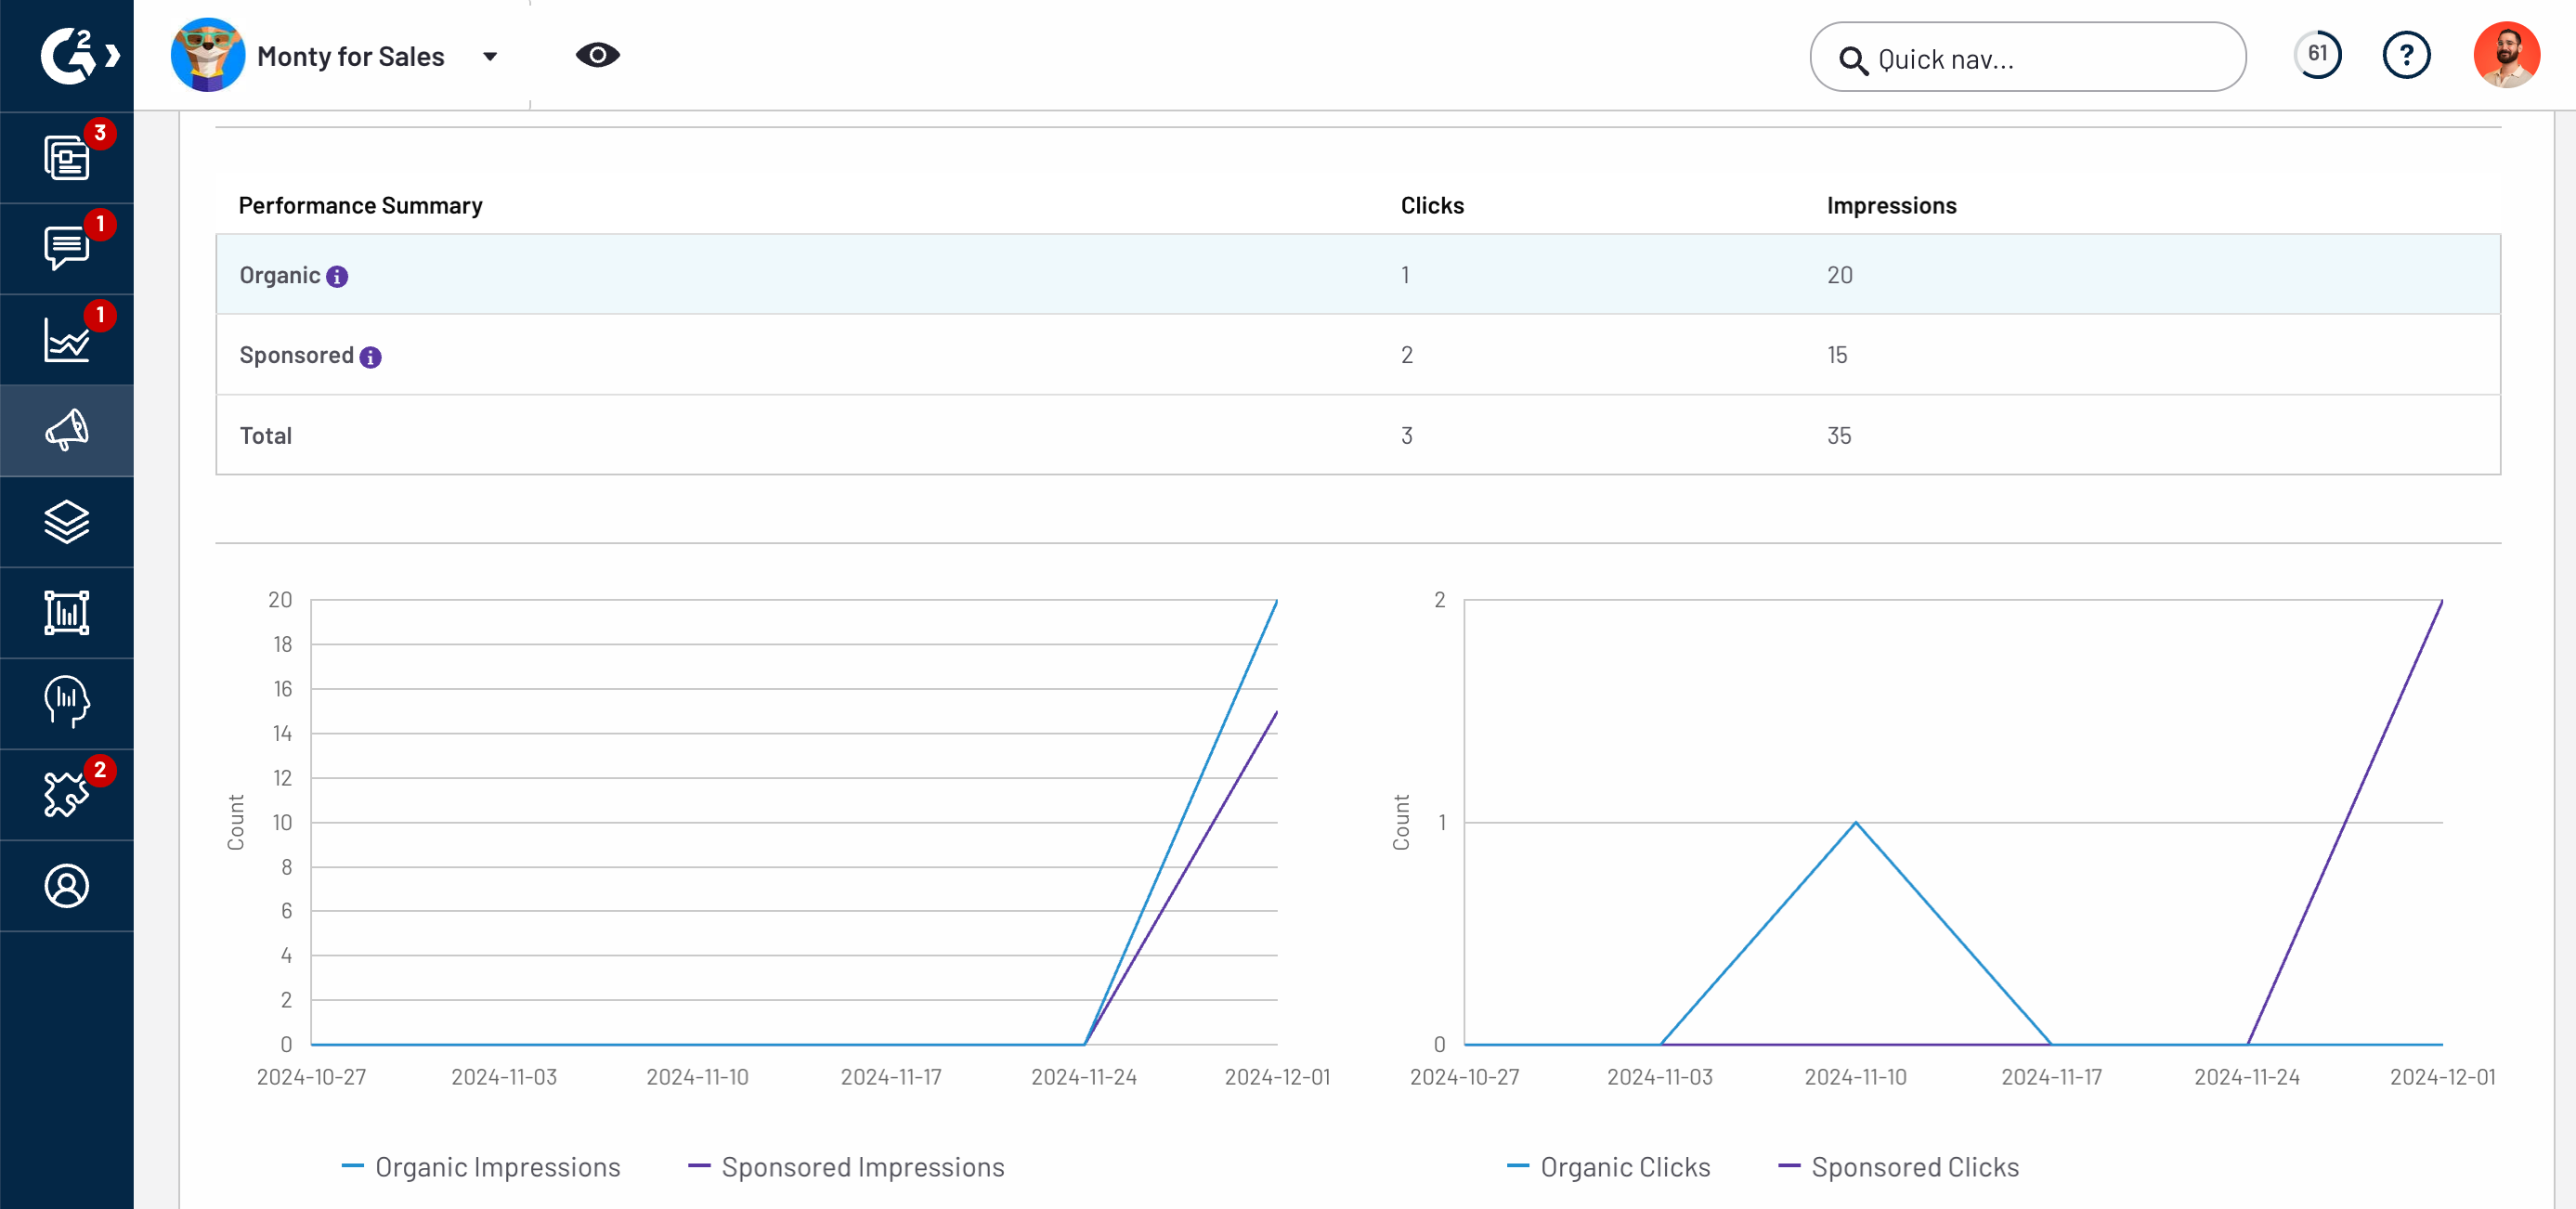 G2
Monty for Sales
Quick nav...
61
?
3
1
1
2
Performance Summary Clicks Impressions
Organic i 1 20
Sponsored i 2 15
Total 3 35
20
18
16
14
12
10
8
6
4
2
0
Count
2024-10-27 2024-11-03 2024-11-10 2024-11-17 2024-11-24 2024-12-01
Organic Impressions Sponsored Impressions
2
1
0
Count
2024-10-27 2024-11-03 2024-11-10 2024-11-17 2024-11-24 2024-12-01
Organic Clicks Sponsored Clicks